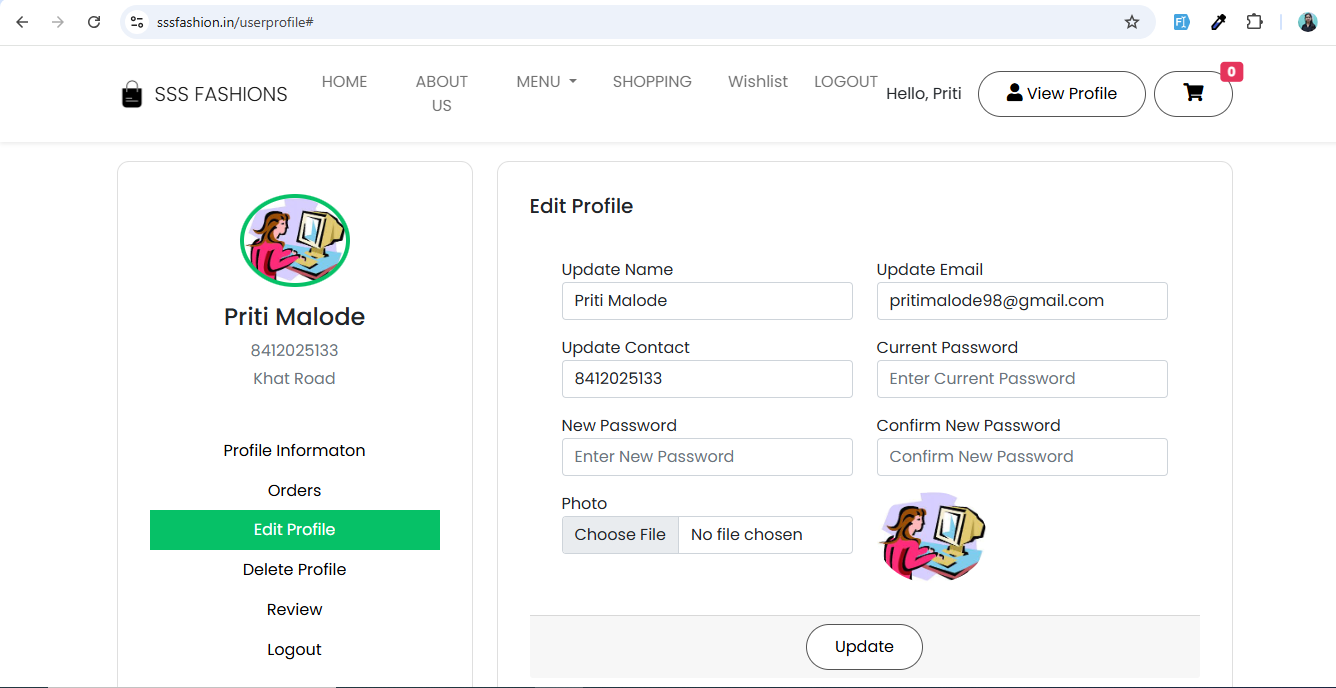 sssfashion.in/userprofile#
SSS FASHIONS
HOME
ABOUT
US
MENU
SHOPPING
Wishlist
LOGOUT
Hello, Priti
View Profile
0
Priti Malode
8412025133
Khat Road
Profile Informaton
Orders
Edit Profile
Delete Profile
Review
Logout
Edit Profile
Update Name
Update Email
Priti Malode
pritimalode98@gmail.com
Update Contact
Current Password
8412025133
Enter Current Password
New Password
Confirm New Password
Enter New Password
Confirm New Password
Photo
Choose File No file chosen
Update